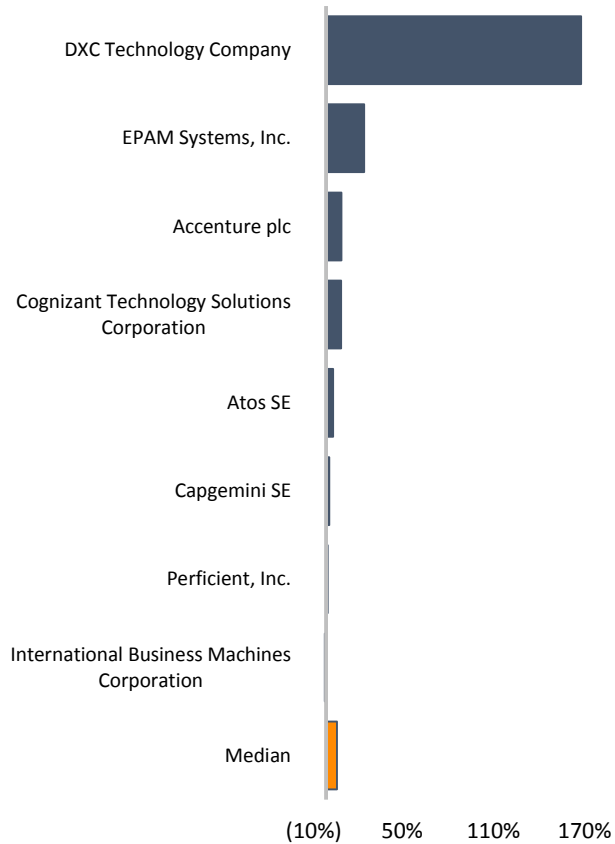 DXC Technology Company
EPAM Systems, Inc.
Accenture plc
Cognizant Technology Solutions
Corporation
Atos SE
Capgemini SE
Perficient, Inc.
International Business Machines
Corporation
Median
(10%) 50% 110% 170%